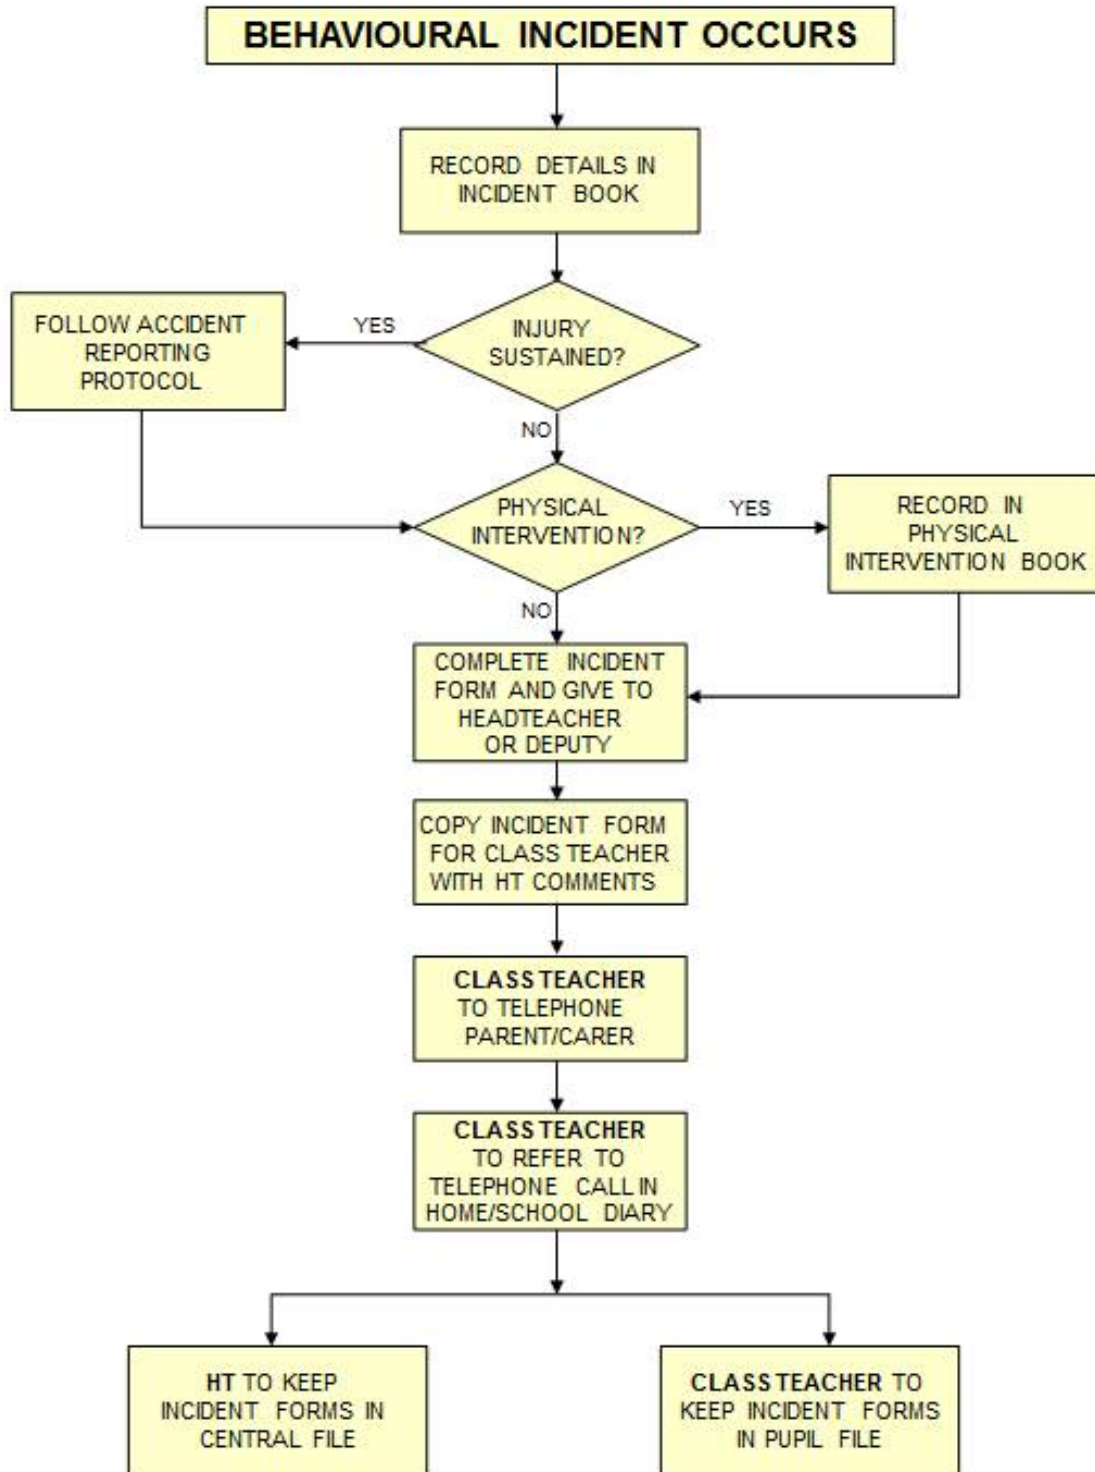 BEHAVIOURAL INCIDENT OCCURS
RECORD DETAILS IN
INCIDENT BOOK
INJURY
SUSTAINED?
YES
FOLLOW ACCIDENT
REPORTING
PROTOCOL
NO
PHYSICAL
INTERVENTION?
YES
RECORD IN
PHYSICAL
INTERVENTION BOOK
NO
COMPLETE INCIDENT
FORM AND GIVE TO
HEADTEACHER
OR DEPUTY
COPY INCIDENT FORM
FOR CLASS TEACHER
WITH HT COMMENTS
CLASS TEACHER
TO TELEPHONE
PARENT/CARER
CLASS TEACHER
TO REFER TO
TELEPHONE CALL IN
HOME/SCHOOL DIARY
HT TO KEEP
INCIDENT FORMS IN
CENTRAL FILE
CLASS TEACHER TO
KEEP INCIDENT FORMS
IN PUPIL FILE